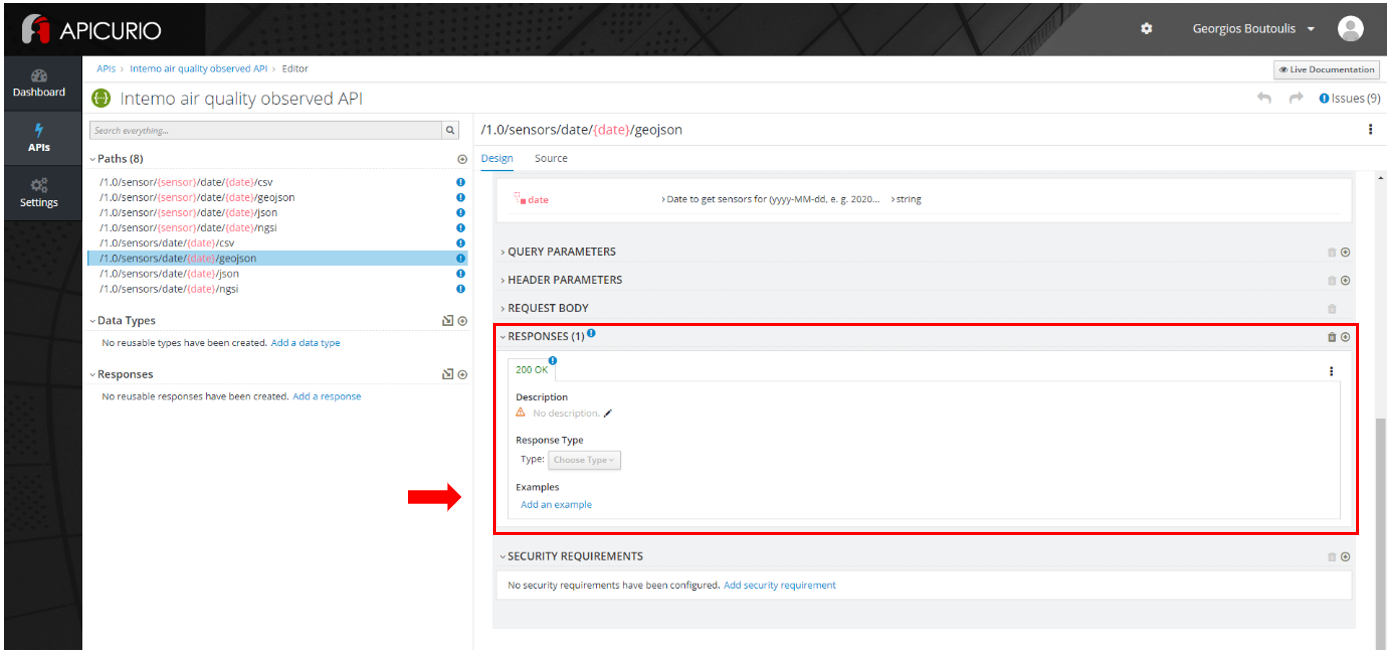 APICURIO
Georgios Boutoulis
Dashboard
APIs
Settings
APIs › Intemo air quality observed API › Editor
Live Documentation
Intemo air quality observed API
Issues (9)
Search everything...
Paths (8)
/1.0/sensor/{sensor}/date/{date}/csv
/1.0/sensor/{sensor}/date/{date}/geojson
/1.0/sensor/{sensor}/date/{date}/json
/1.0/sensor/{sensor}/date/{date}/ngsi
/1.0/sensors/date/{date}/csv
/1.0/sensors/date/{date}/geojson
/1.0/sensors/date/{date}/json
/1.0/sensors/date/{date}/ngsi
Data Types
No reusable types have been created. Add a data type
Responses
No reusable responses have been created. Add a response
/1.0/sensors/date/{date}/geojson
Design Source
date Date to get sensors for (yyyy-MM-dd, e. g. 2020... string
QUERY PARAMETERS
HEADER PARAMETERS
REQUEST BODY
RESPONSES (1)
200 OK
Description
No description.
Response Type
Type: Choose Type
Examples
Add an example
SECURITY REQUIREMENTS
No security requirements have been configured. Add security requirement